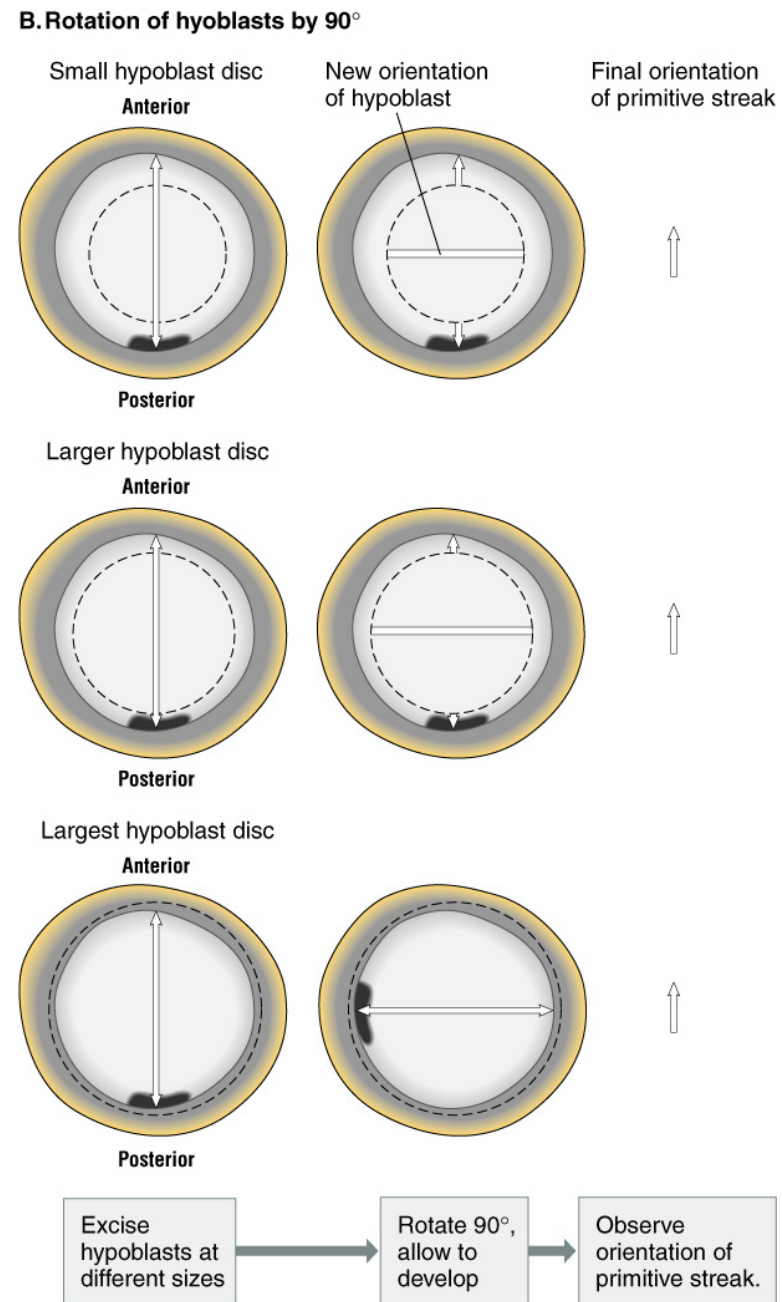 B. Rotation of hyoblasts by 90°
Small hypoblast disc
Anterior
New orientation
of hypoblast
Final orientation
of primitive streak
Posterior
Larger hypoblast disc
Anterior
Posterior
Largest hypoblast disc
Anterior
Posterior
Excise
hypoblasts at
different sizes
Rotate 90°,
allow to
develop
Observe
orientation of
primitive streak.